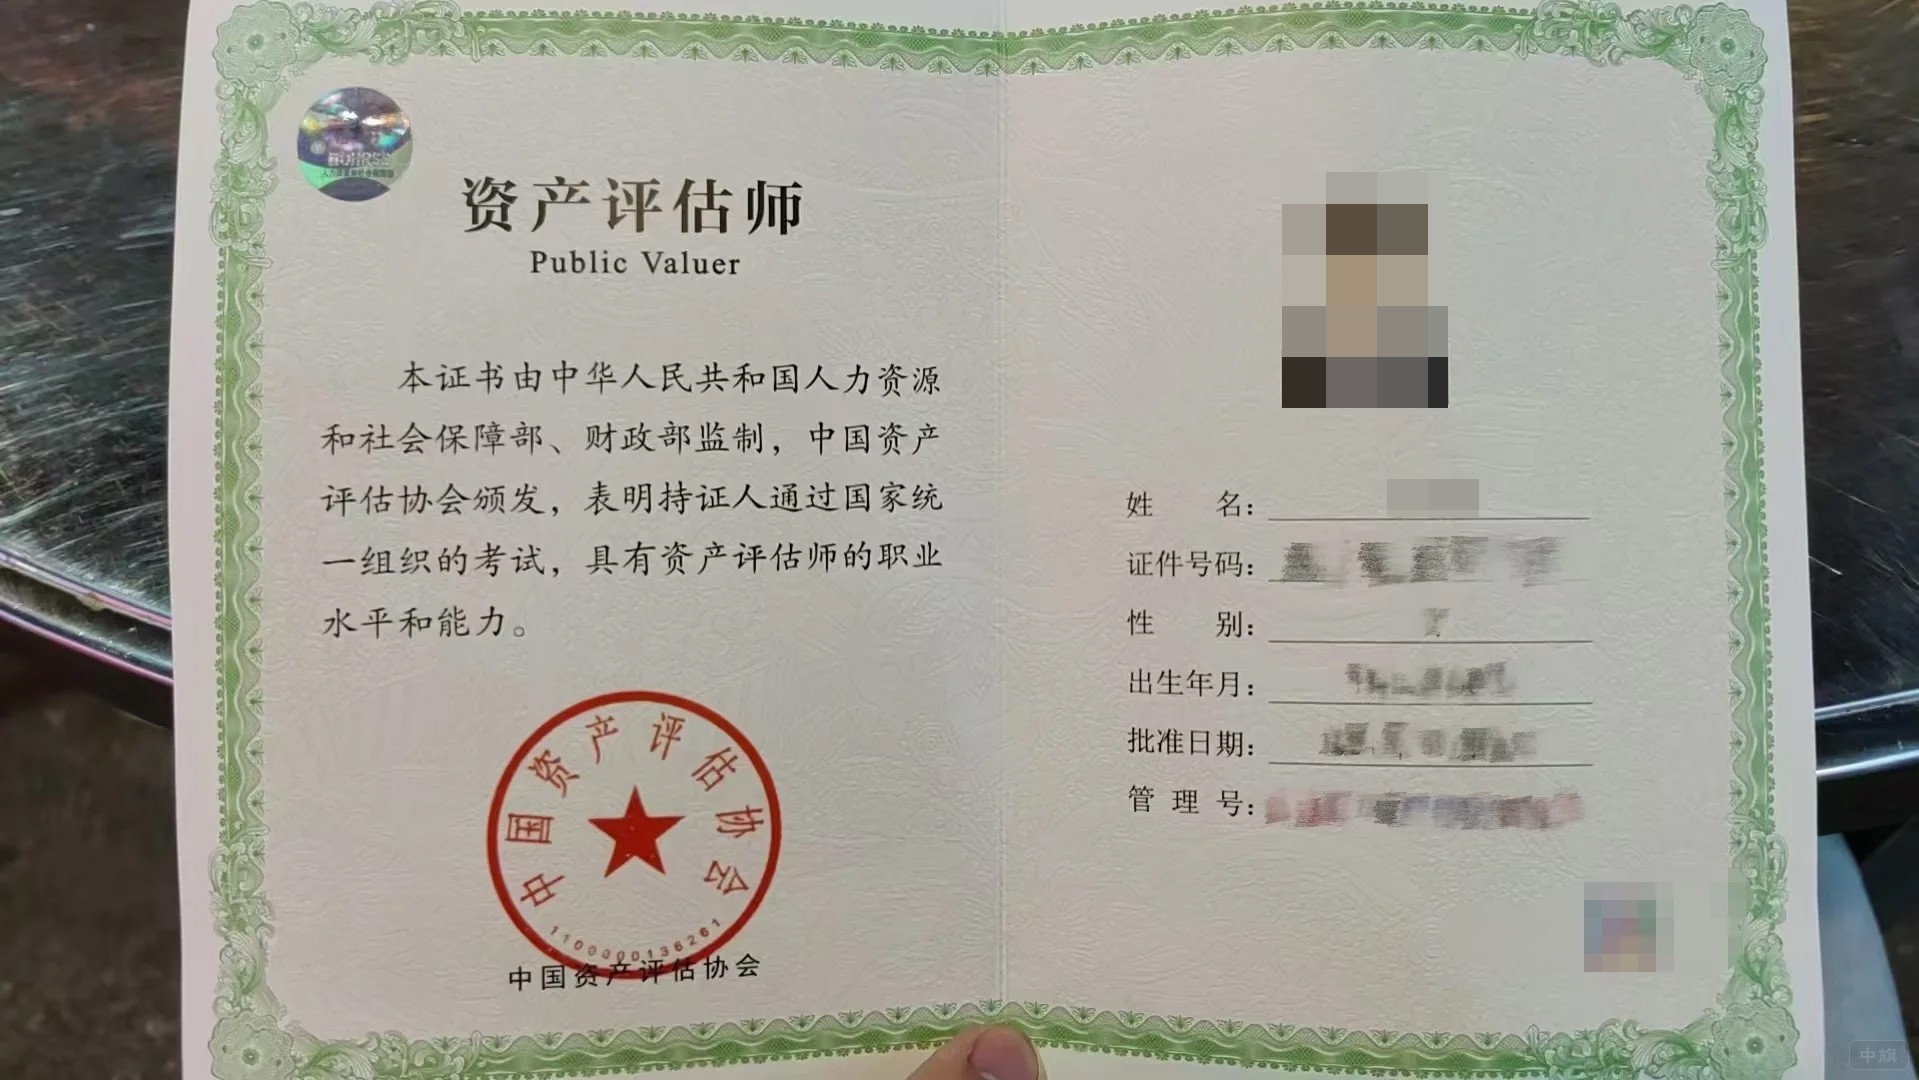 资产评估师
Public Valuer
本证书由中华人民共和国人力资源
和社会保障部、财政部监制，中国资产
评估协会颁发，表明持证人通过国家统
一组织的考试，具有资产评估师的职业
水平和能力。
中国资产评估协会
1100000136261
中国资产评估协会
姓名：
证件号码：
性别：
出生年月：
批准日期：
管理号：
中旗